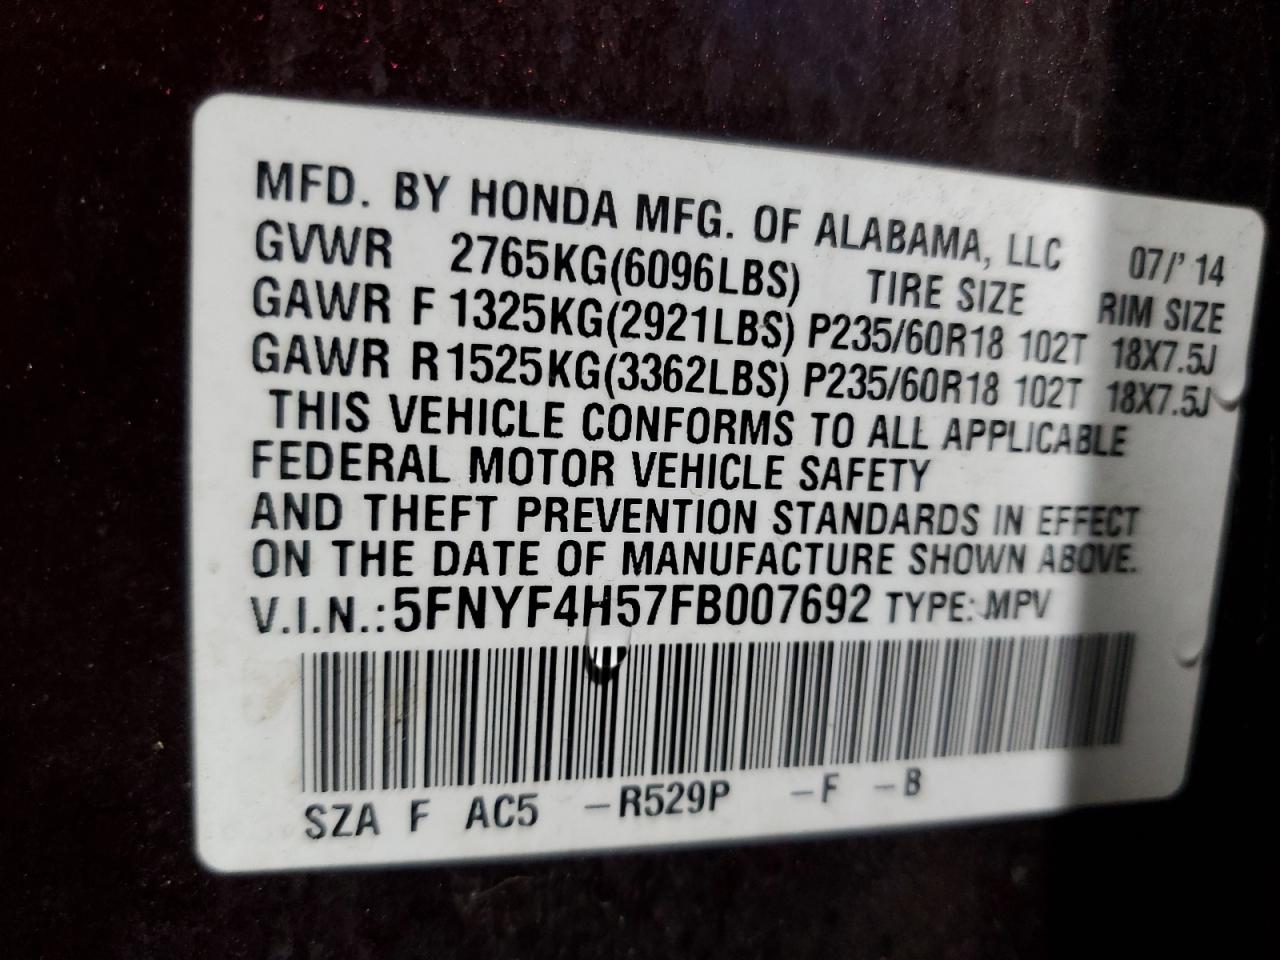 MFD. BY HONDA MFG. OF ALABAMA, LLC 07/' 14
GVWR 2765KG(6096LBS) TIRE SIZE RIM SIZE
GAWR F 1325KG(2921LBS) P235/60R18 102T 18X7.5J
GAWR R 1525KG(3362LBS) P235/60R18 102T 18X7.5J
THIS VEHICLE CONFORMS TO ALL APPLICABLE
FEDERAL MOTOR VEHICLE SAFETY
AND THEFT PREVENTION STANDARDS IN EFFECT
ON THE DATE OF MANUFACTURE SHOWN ABOVE.
V.I.N.: 5FNYF4H57FB007692 TYPE: MPV
SZA F AC5 –R529P –F –B